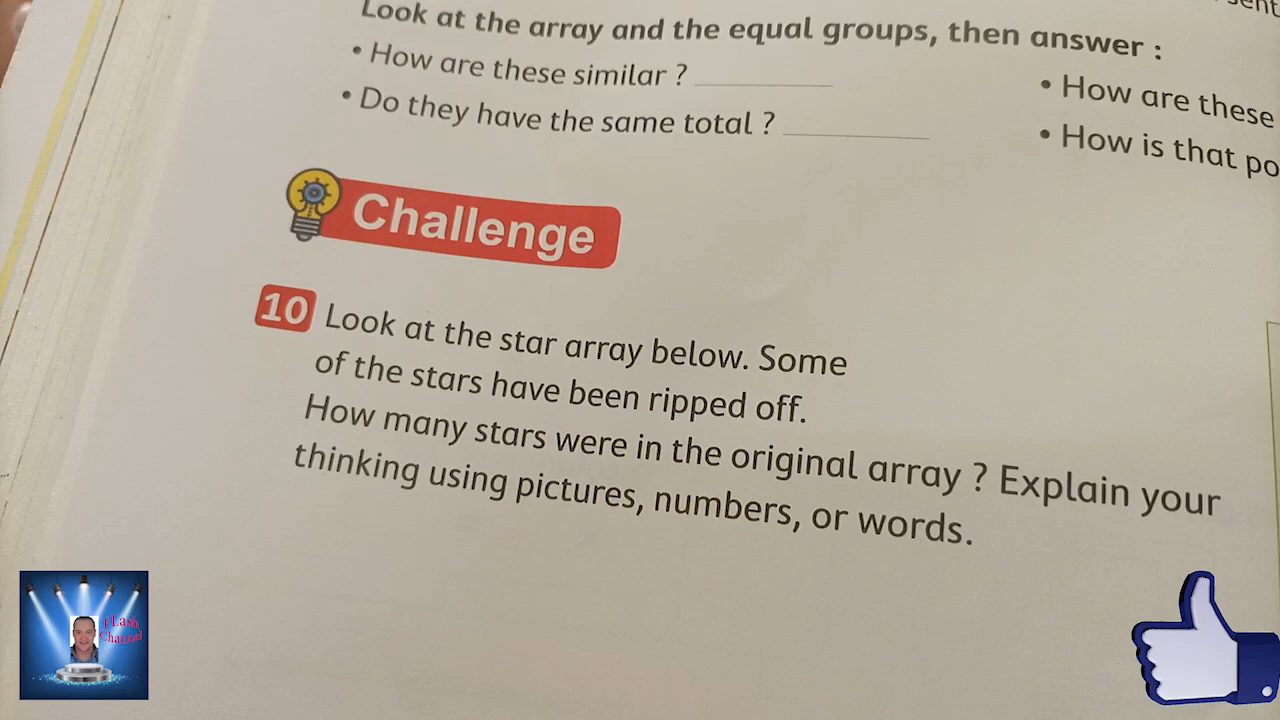 Look at the array and the equal groups, then answer :
• How are these similar ? ________
• How are these
• Do they have the same total ? ________
• How is that
Challenge
10 Look at the star array below. Some
of the stars have been ripped off.
How many stars were in the original array ? Explain your
thinking using pictures, numbers, or words.
fLash
Channel